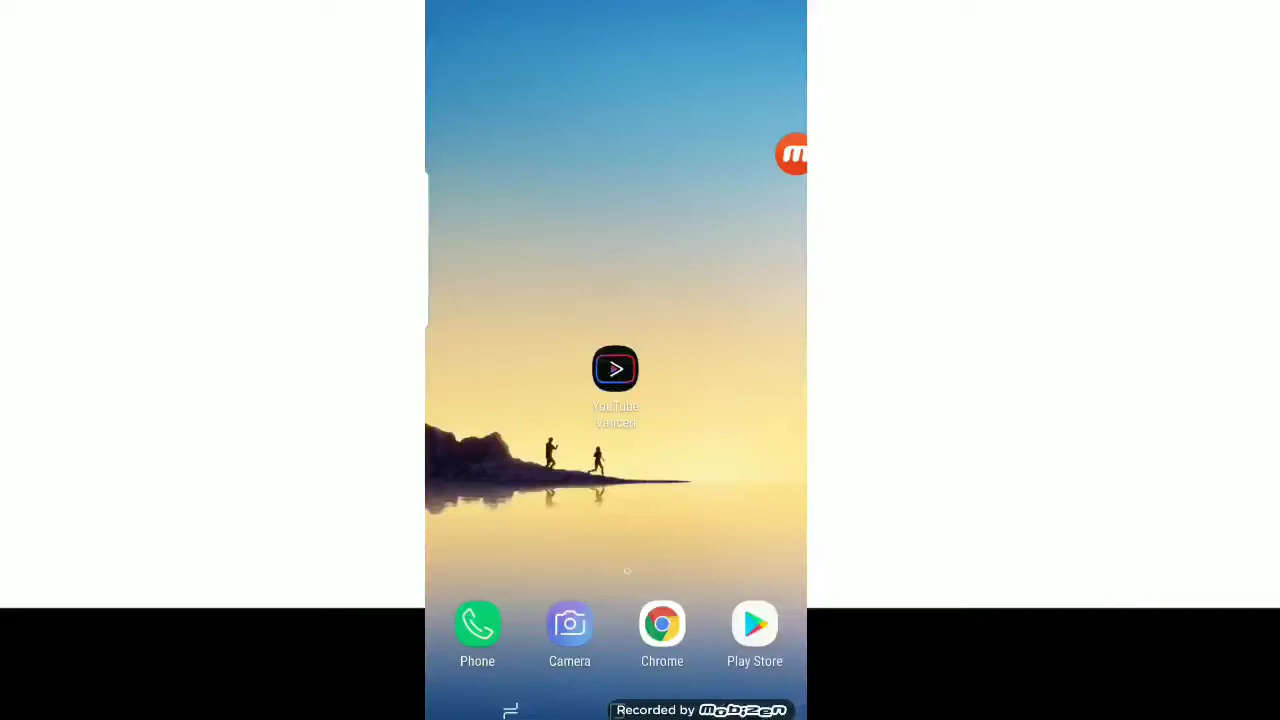 YouTube
Vanced
Phone
Camera
Chrome
Play Store
Recorded by MOBIZEN